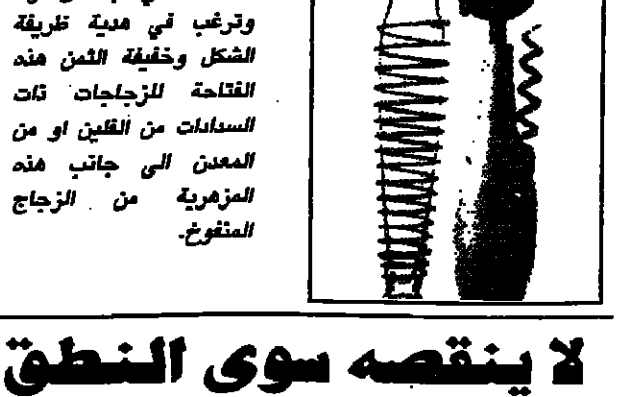 وترغب في هدية ظريفة
الشكل وخفيفة الثمن هذه
الفتاحة للزجاجات ذات
السدادات من الفلين او من
المعدن الى جانب هذه
المزهرية من الزجاج
المنفوخ.
لا ينقصه سوى النطق